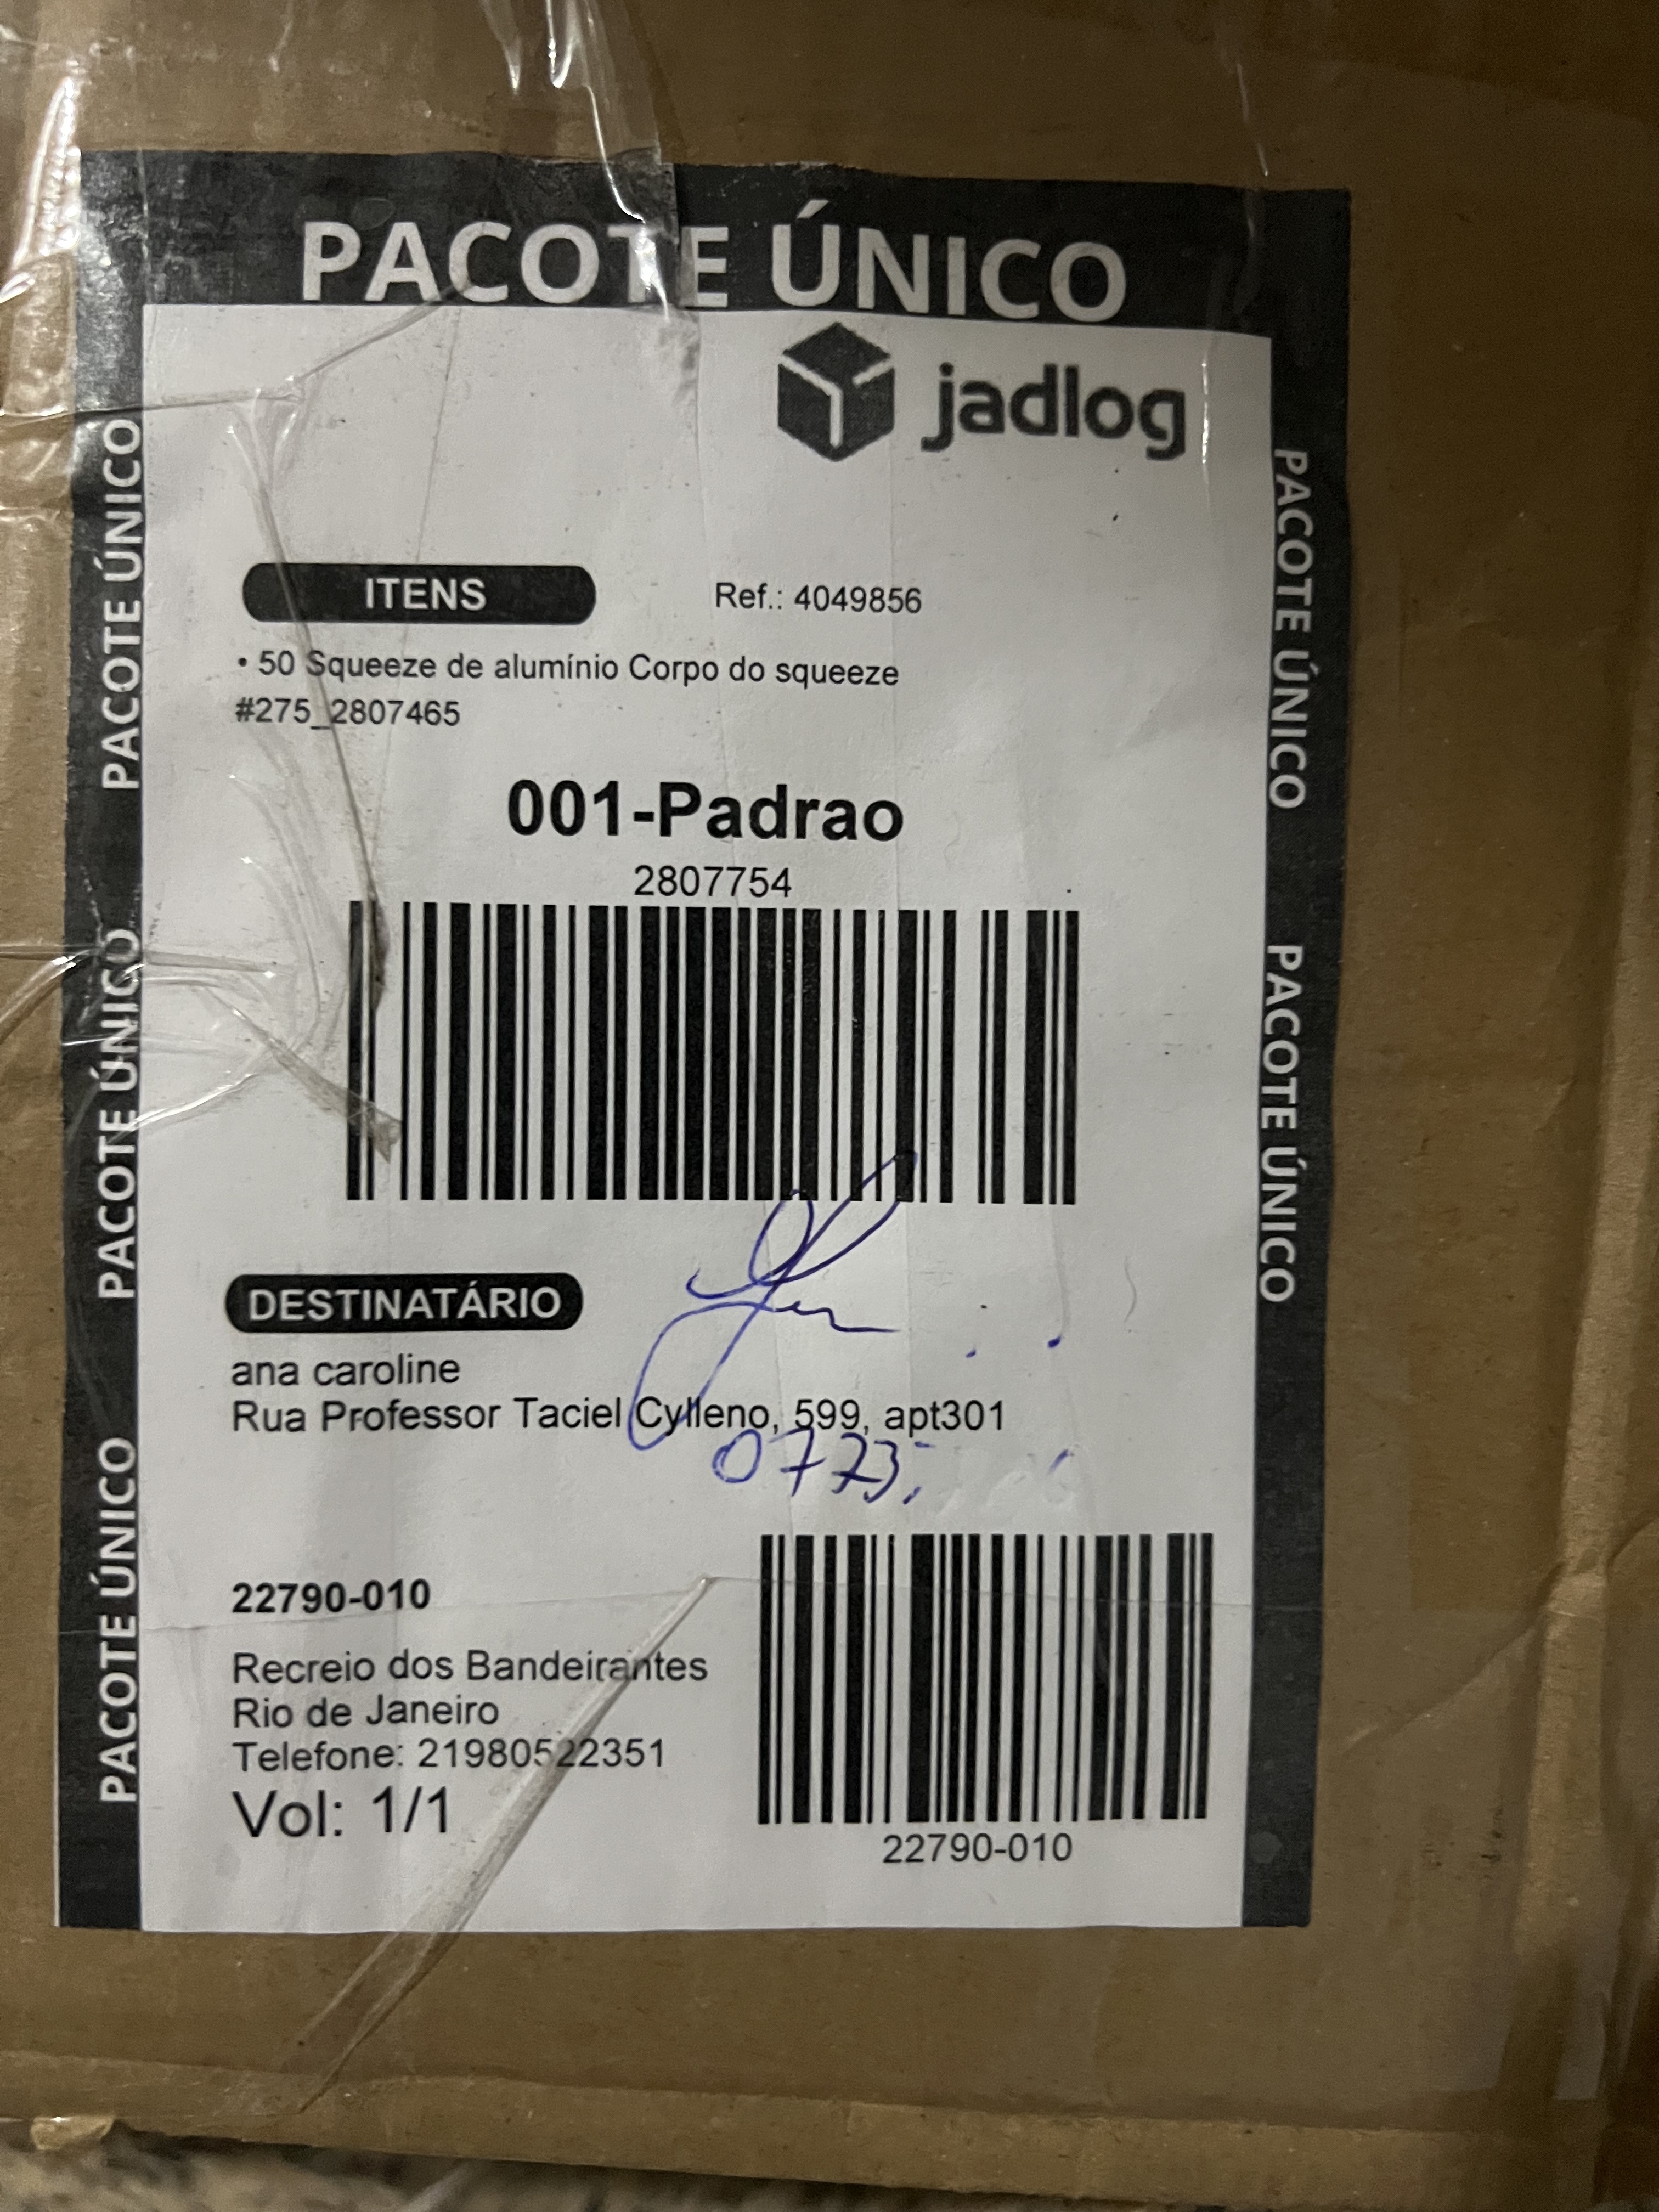 PACOTE ÚNICO
jadlog
PACOTE ÚNICO
PACOTE ÚNICO
PACOTE ÚNICO
PACOTE ÚNICO
PACOTE ÚNICO
ITENS
Ref.: 4049856
• 50 Squeeze de alumínio Corpo do squeeze
#275_2807465
001-Padrao
2807754
DESTINATÁRIO
ana caroline
Rua Professor Taciel Cylleno, 599, apt301
0773
22790-010
Recreio dos Bandeirantes
Rio de Janeiro
Telefone: 21980522351
Vol: 1/1
22790-010